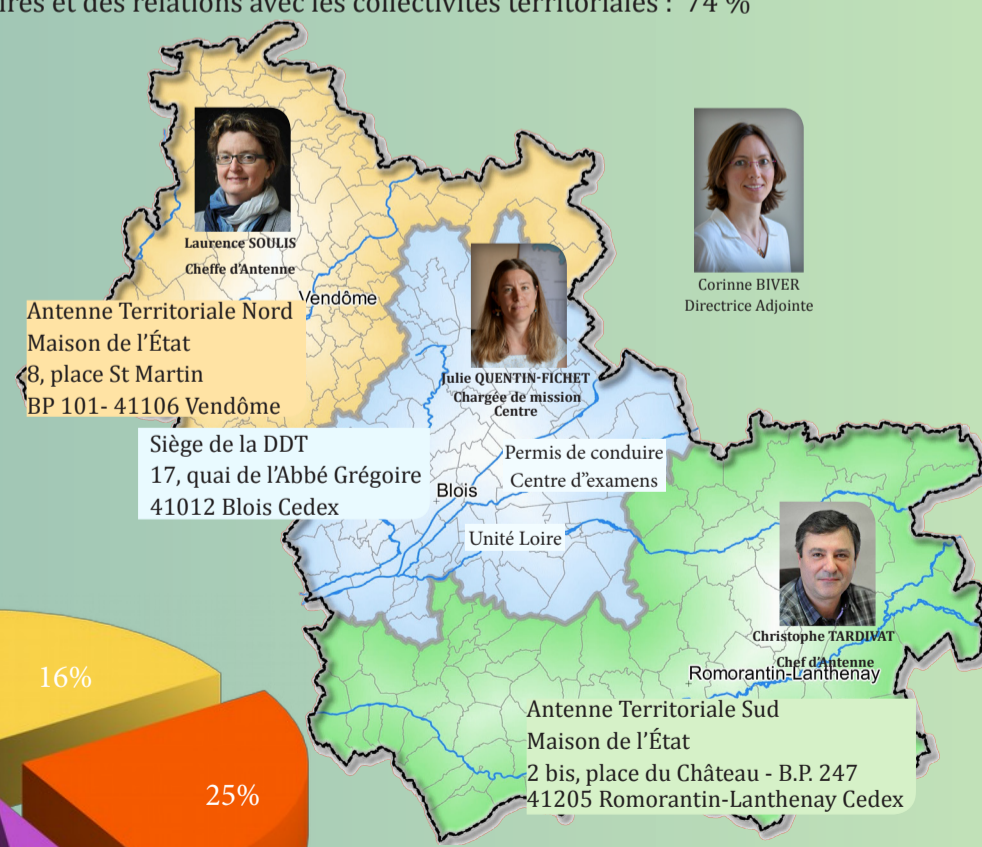 ires et des relations avec les collectivités territoriales : 74 %
Laurence SOULIS
Cheffe d'Antenne
Corinne BIVER
Directrice Adjointe
Vendôme
Antenne Territoriale Nord
Maison de l'État
8, place St Martin
BP 101- 41106 Vendôme
Julie QUENTIN-FICHET
Chargée de mission
Centre
Siège de la DDT
17, quai de l'Abbé Grégoire
41012 Blois Cedex
Permis de conduire
Centre d"examens
Blois
Unité Loire
Christophe TARDIVAT
Chef d'Antenne
Romorantin-Lanthenay
Antenne Territoriale Sud
Maison de l'État
2 bis, place du Château - B.P. 247
41205 Romorantin-Lanthenay Cedex
16%
25%